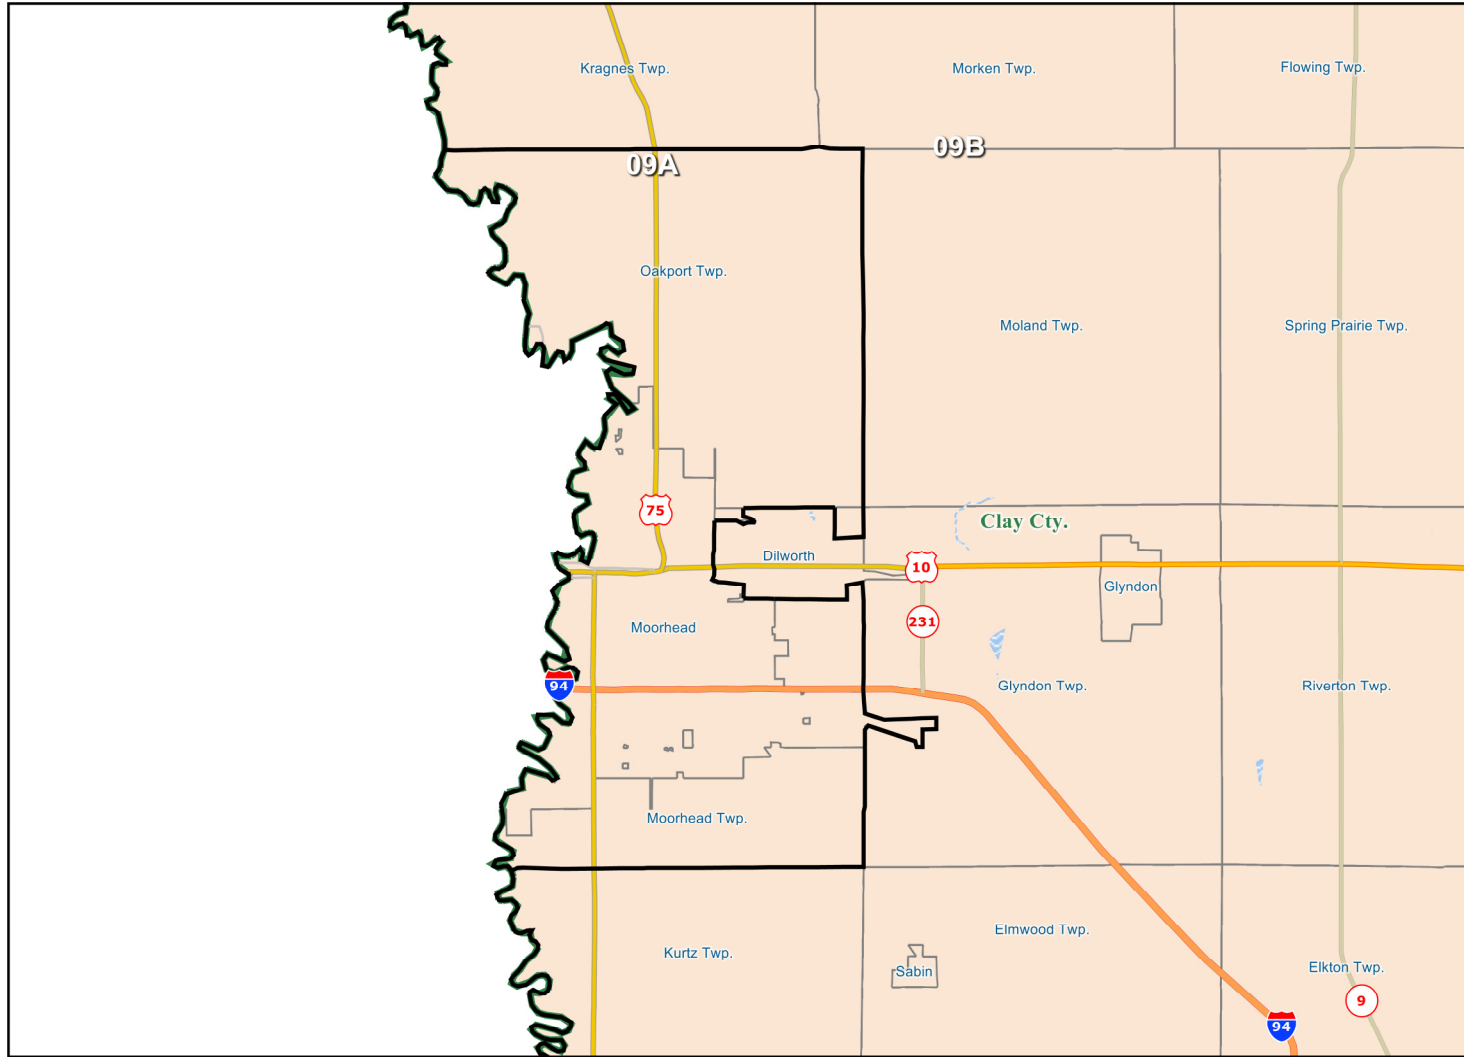 Kragnes Twp.
Morken Twp.
Flowing Twp.
09A
09B
Oakport Twp.
Moland Twp.
Spring Prairie Twp.
75
Clay Cty.
Dilworth
10
Glyndon
231
Moorhead
94
Glyndon Twp.
Riverton Twp.
Moorhead Twp.
Elmwood Twp.
Kurtz Twp.
Sabin
Elkton Twp.
9
94